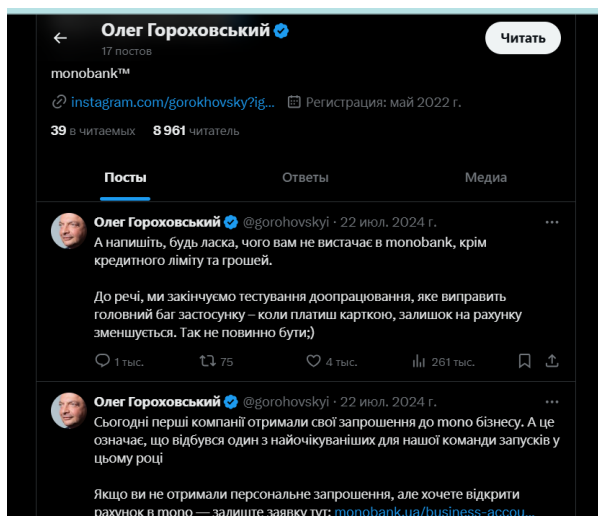 Олег Гороховський
17 постов
Читать
monobank™
instagram.com/gorokhovsky?ig... Регистрация: май 2022 г.
39 в читаемых 8 961 читатель
Посты Ответы Медиа
Олег Гороховський @gorohovskyi · 22 июл. 2024 г.
А напишіть, будь ласка, чого вам не вистачає в monobank, крім
кредитного ліміту та грошей.
До речі, ми закінчуємо тестування доопрацювання, яке виправить
головний баг застосунку – коли платиш карткою, залишок на рахунку
зменшується. Так не повинно бути;)
1 тыс. 75 4 тыс. 261 тыс.
Олег Гороховський @gorohovskyi · 22 июл. 2024 г.
Сьогодні перші компанії отримали свої запрошення до mono бізнесу. А це
означає, що відбувся один з найочікуваніших для нашої команди запусків у
цьому році
Якщо ви не отримали персональне запрошення, але хочете відкрити
рахунок в mono — залиште заявку тут: monobank.ua/business-accou...